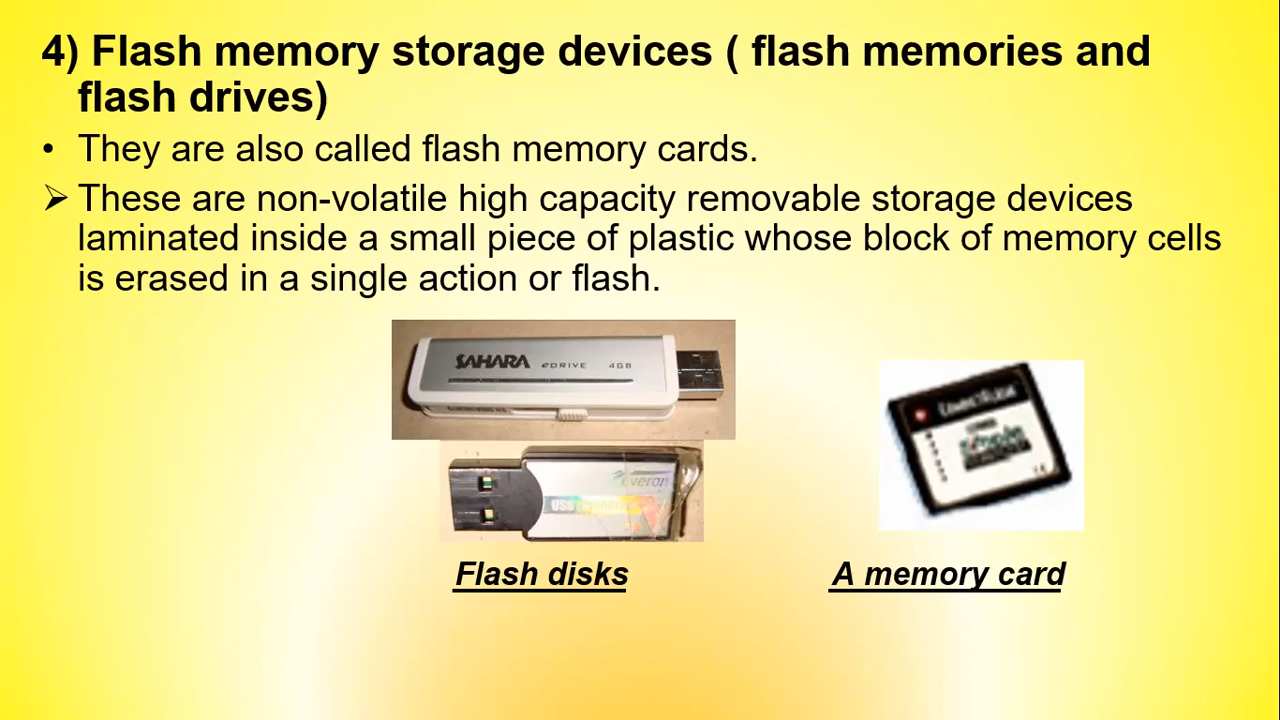 4) Flash memory storage devices ( flash memories and
flash drives)
• They are also called flash memory cards.
➢ These are non-volatile high capacity removable storage devices
laminated inside a small piece of plastic whose block of memory cells
is erased in a single action or flash.
SAHARA eDRIVE 4GB
everon
Flash disks
A memory card